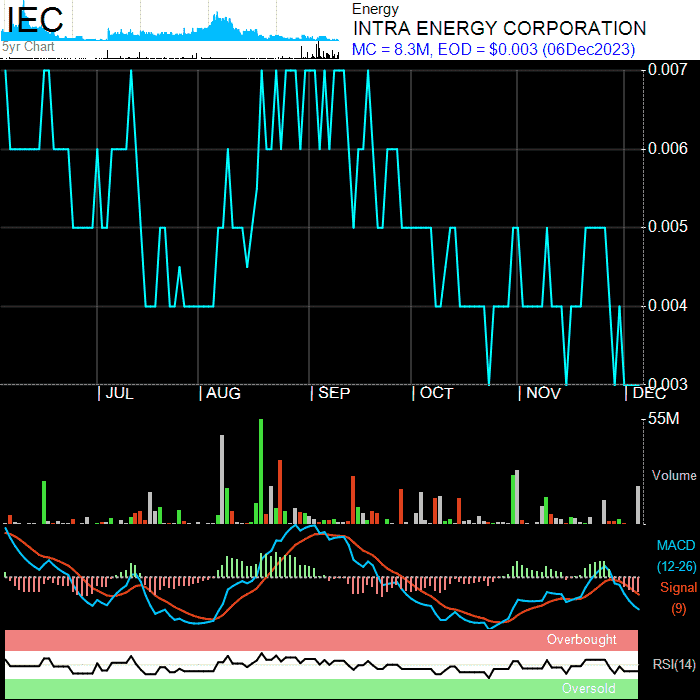 IEC
Energy
INTRA ENERGY CORPORATION
5yr Chart
MC = 8.3M, EOD = $0.003 (06Dec2023)
0.007
0.006
0.005
0.004
0.003
JUL
AUG
SEP
OCT
NOV
DEC
55M
Volume
MACD
(12-26)
Signal
(9)
Overbought
RSI(14)
Oversold